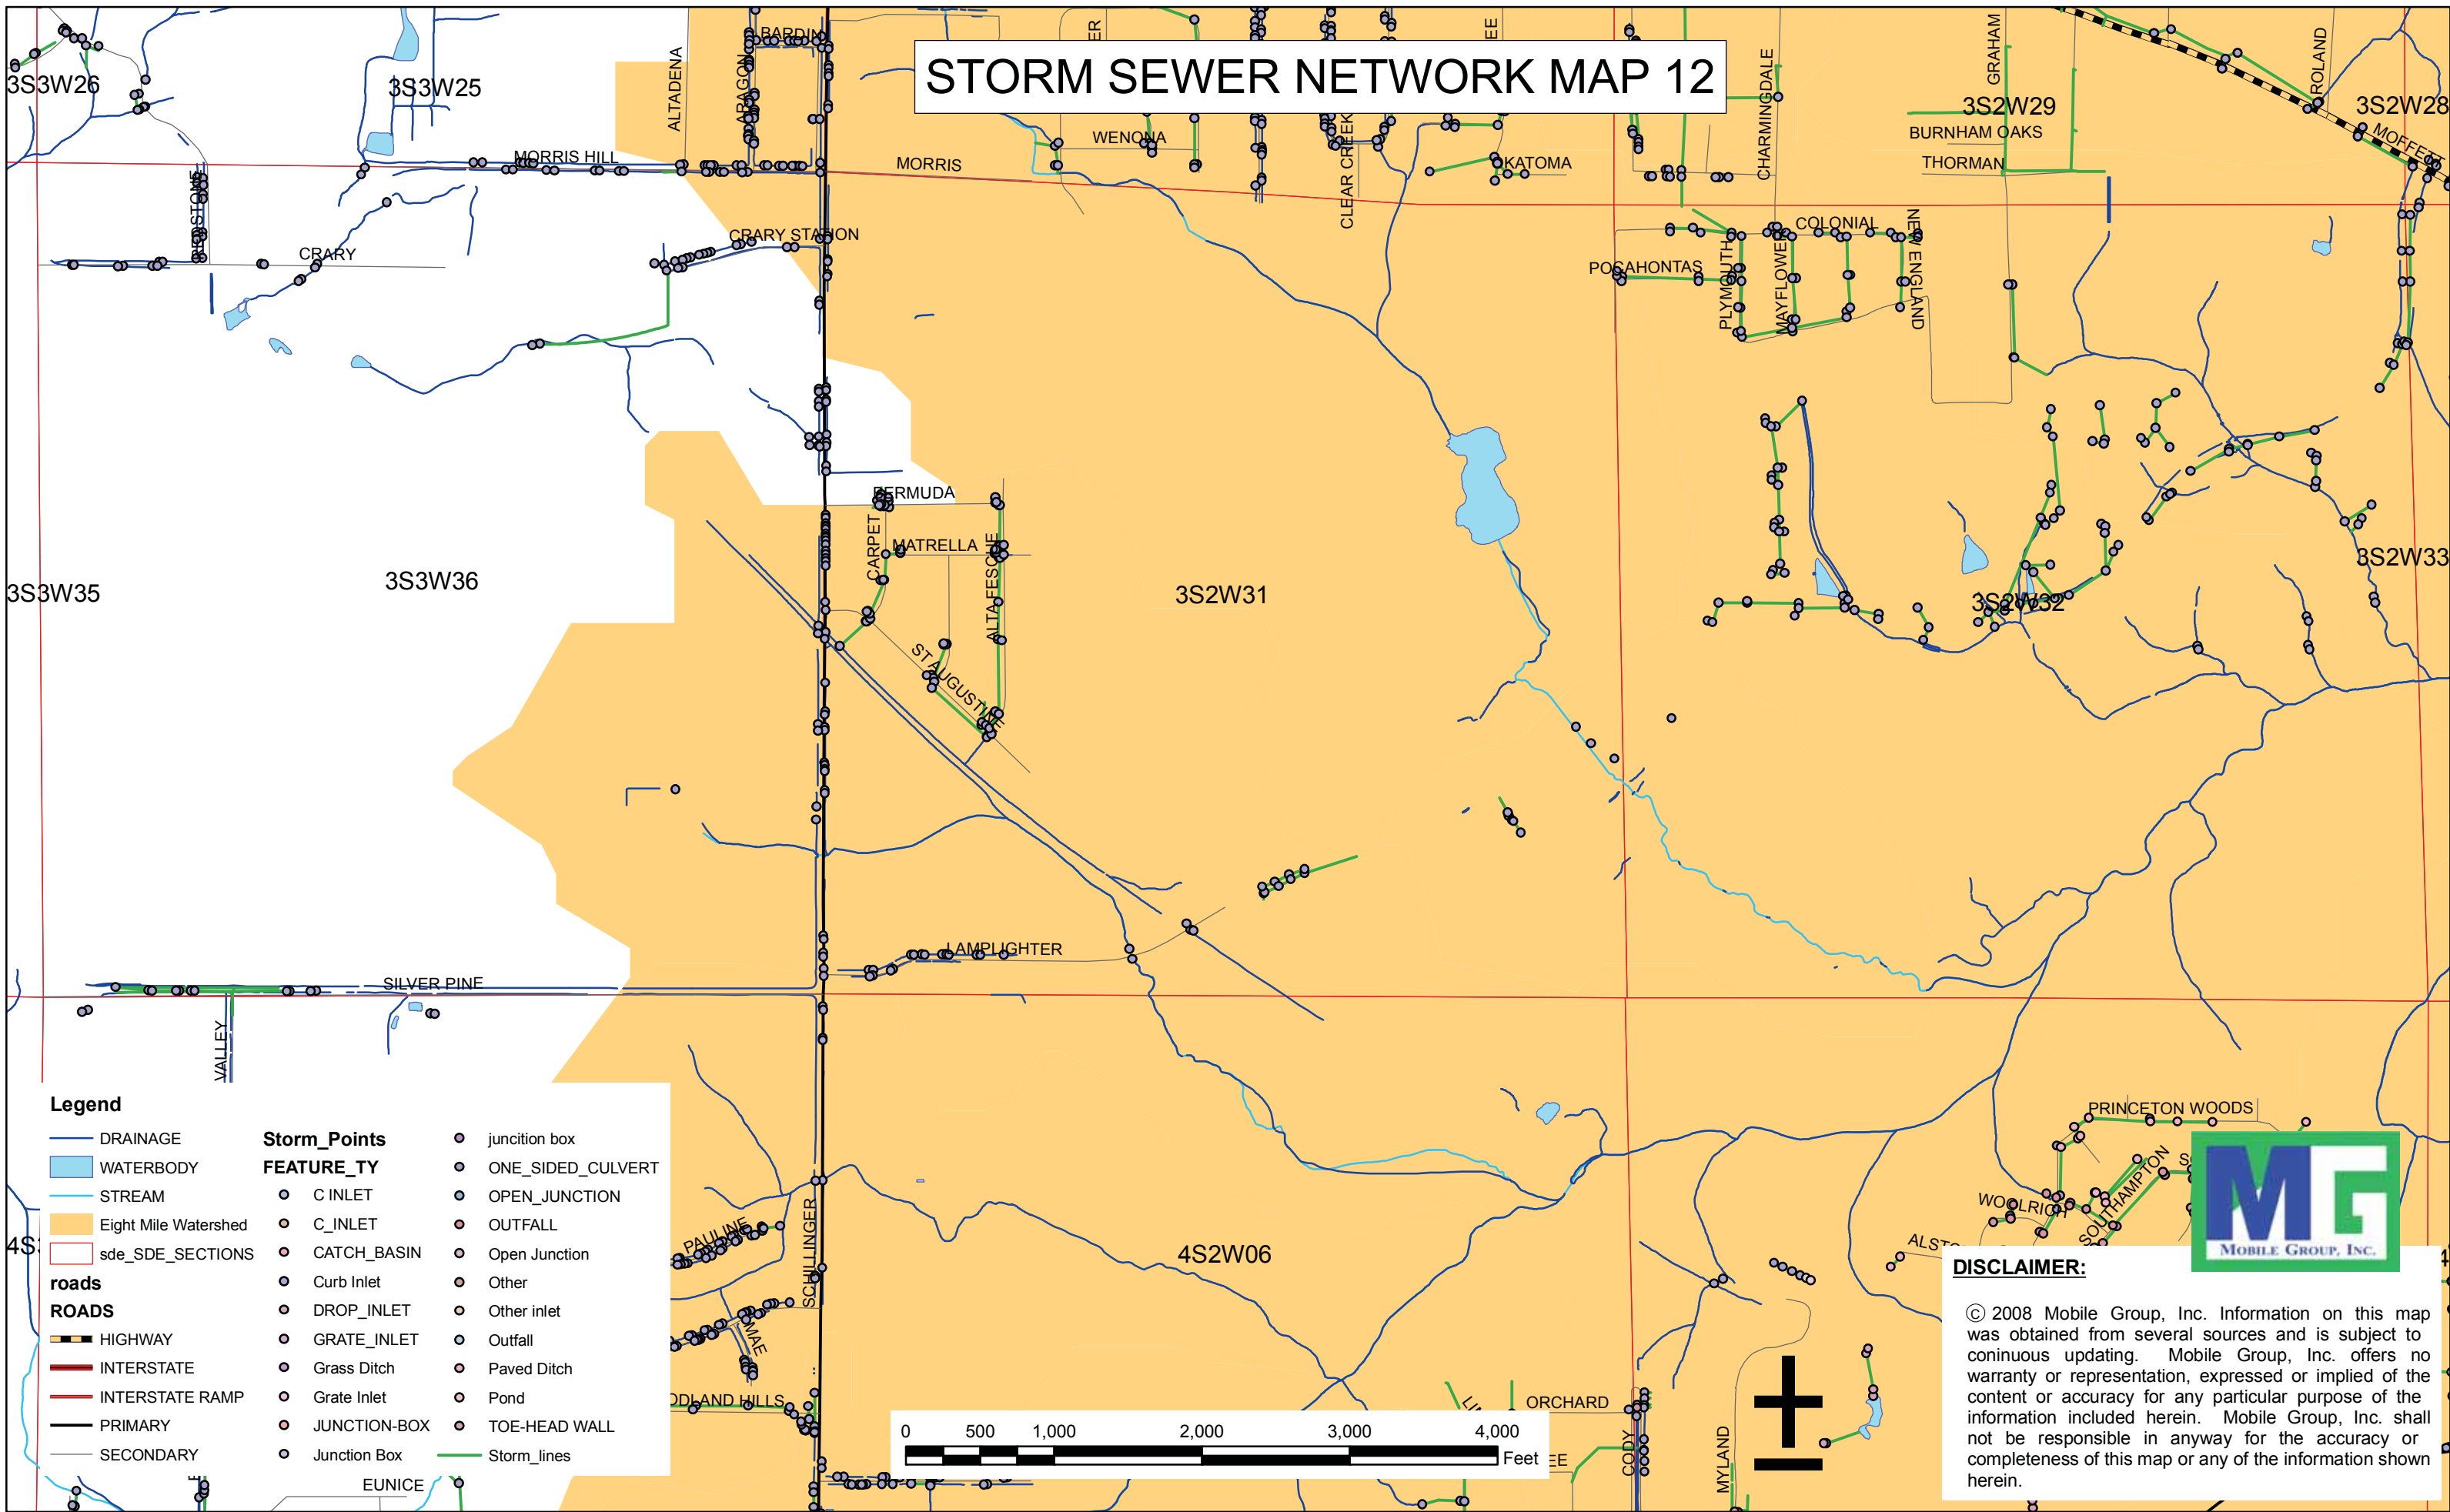 STORM SEWER NETWORK MAP 12
3S3W26
3S3W25
ALTADENA
ARAGON
BARDIN
CHARMINGDALE
GRAHAM
ROLAND
3S2W29
3S2W28
BURNHAM OAKS
THORMAN
MOFFETT
MORRIS HILL
MORRIS
WENONA
CLEAR CREEK
OKATOMA
CRARY
CRARY STATION
COLONIAL
NEW ENGLAND
POCAHONTAS
PLYMOUTH
MAYFLOWER
BERMUDA
CARPET
MATRELLA
ALTA FESCUE
ST AUGUSTINE
3S3W35
3S3W36
3S2W31
3S2W32
3S2W33
LAMPLIGHTER
SILVER PINE
VALLEY
PRINCETON WOODS
WOOLRICH
SOUTHAMPTON
PAULINE
SCHILLINGER
MAE
4S2W06
ODLAND HILLS
ORCHARD
CODY
MYLAND
EUNICE
Legend
DRAINAGE
WATERBODY
STREAM
Eight Mile Watershed
sde_SDE_SECTIONS
roads
ROADS
HIGHWAY
INTERSTATE
INTERSTATE RAMP
PRIMARY
SECONDARY
Storm_Points
FEATURE_TY
C INLET
C_INLET
CATCH_BASIN
Curb Inlet
DROP_INLET
GRATE_INLET
Grass Ditch
Grate Inlet
JUNCTION-BOX
Junction Box
juncition box
ONE_SIDED_CULVERT
OPEN_JUNCTION
OUTFALL
Open Junction
Other
Other inlet
Outfall
Paved Ditch
Pond
TOE-HEAD WALL
Storm_lines
0 500 1,000 2,000 3,000 4,000
Feet
MG
MOBILE GROUP, INC.
DISCLAIMER:
© 2008 Mobile Group, Inc. Information on this map
was obtained from several sources and is subject to
coninuous updating. Mobile Group, Inc. offers no
warranty or representation, expressed or implied of the
content or accuracy for any particular purpose of the
information included herein. Mobile Group, Inc. shall
not be responsible in anyway for the accuracy or
completeness of this map or any of the information shown
herein.